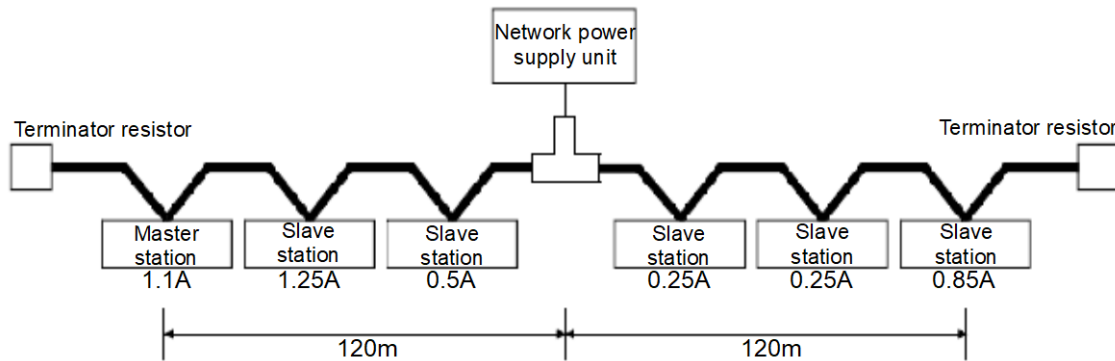 Network power
supply unit
Terminator resistor
Terminator resistor
Master
station
1.1A
Slave
station
1.25A
Slave
station
0.5A
Slave
station
0.25A
Slave
station
0.25A
Slave
station
0.85A
120m
120m